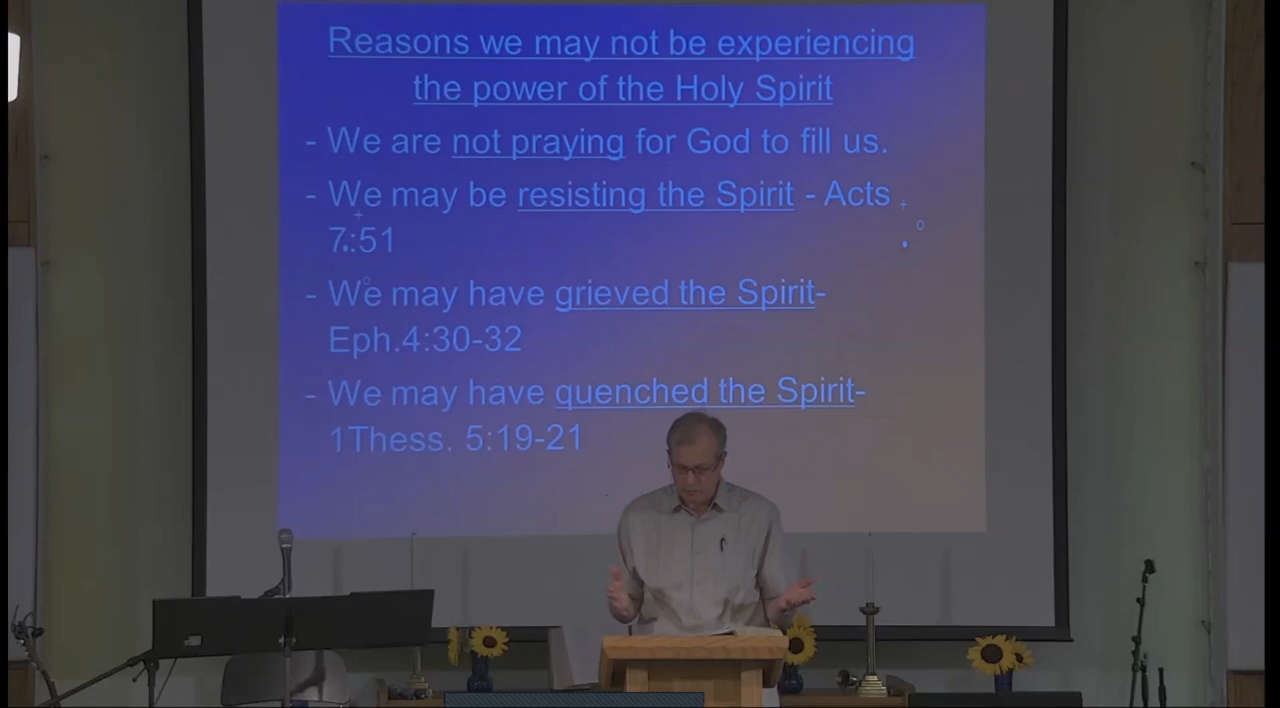 Reasons we may not be experiencing
the power of the Holy Spirit
- We are not praying for God to fill us.
- We may be resisting the Spirit - Acts
7:51
- We may have grieved the Spirit-
Eph.4:30-32
- We may have quenched the Spirit-
1Thess. 5:19-21